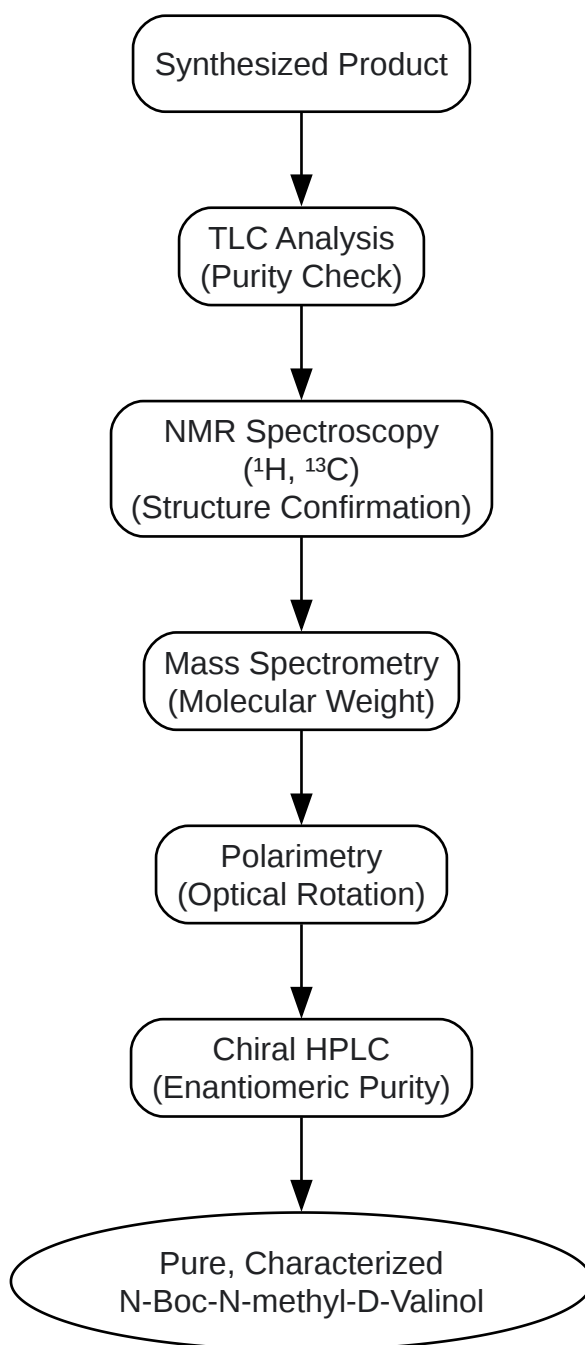 Synthesized Product
TLC Analysis
(Purity Check)
NMR Spectroscopy
(¹H, ¹³C)
(Structure Confirmation)
Mass Spectrometry
(Molecular Weight)
Polarimetry
(Optical Rotation)
Chiral HPLC
(Enantiomeric Purity)
Pure, Characterized
N-Boc-N-methyl-D-Valinol